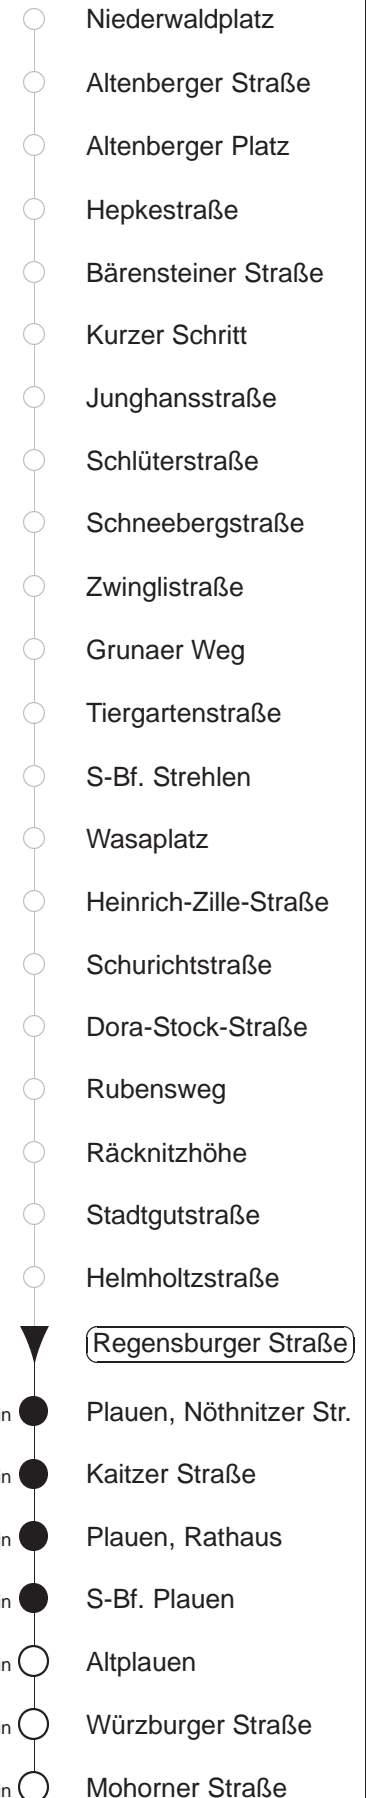 Niederwaldplatz
Altenberger Straße
Altenberger Platz
Hepkestraße
Bärensteiner Straße
Kurzer Schritt
Junghansstraße
Schlüterstraße
Schneebergstraße
Zwinglistraße
Grunaer Weg
Tiergartenstraße
S-Bf. Strehlen
Wasaplatz
Heinrich-Zille-Straße
Schurichtstraße
Dora-Stock-Straße
Rubensweg
Räcknitzhöhe
Stadtgutstraße
Helmholtzstraße
Regensburger Straße
Plauen, Nöthnitzer Str.
Kaitzer Straße
Plauen, Rathaus
S-Bf. Plauen
Altplauen
Würzburger Straße
Mohorner Straße